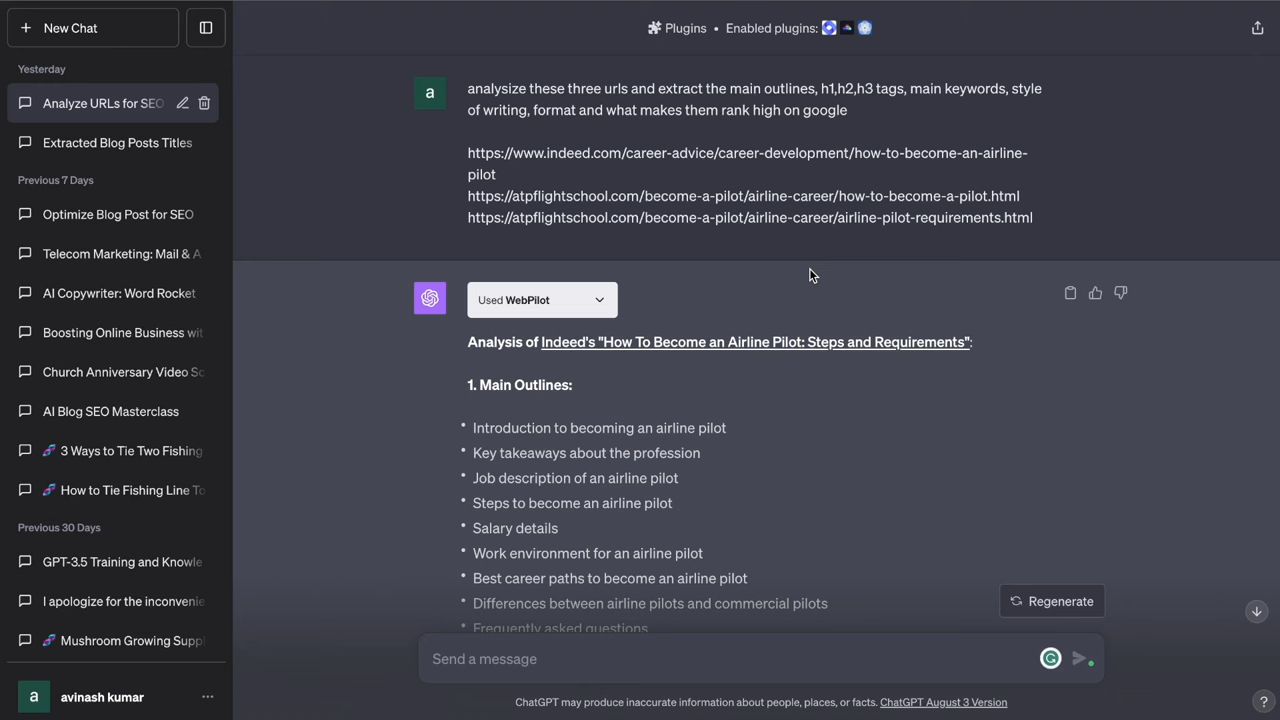 New Chat
Plugins • Enabled plugins:
Yesterday
Analyze URLs for SEO
Extracted Blog Posts Titles
Previous 7 Days
Optimize Blog Post for SEO
Telecom Marketing: Mail & A
AI Copywriter: Word Rocket
Boosting Online Business wit
Church Anniversary Video Sc
AI Blog SEO Masterclass
3 Ways to Tie Two Fishing
How to Tie Fishing Line To
Previous 30 Days
GPT-3.5 Training and Knowle
I apologize for the inconvenie
Mushroom Growing Supp
a avinash kumar
a
analysize these three urls and extract the main outlines, h1,h2,h3 tags, main keywords, style
of writing, format and what makes them rank high on google
https://www.indeed.com/career-advice/career-development/how-to-become-an-airline-
pilot
https://atpflightschool.com/become-a-pilot/airline-career/how-to-become-a-pilot.html
https://atpflightschool.com/become-a-pilot/airline-career/airline-pilot-requirements.html
Used WebPilot
Analysis of Indeed's "How To Become an Airline Pilot: Steps and Requirements":
1. Main Outlines:
• Introduction to becoming an airline pilot
• Key takeaways about the profession
• Job description of an airline pilot
• Steps to become an airline pilot
• Salary details
• Work environment for an airline pilot
• Best career paths to become an airline pilot
• Differences between airline pilots and commercial pilots
• Frequently asked questions
Regenerate
Send a message
ChatGPT may produce inaccurate information about people, places, or facts. ChatGPT August 3 Version
?